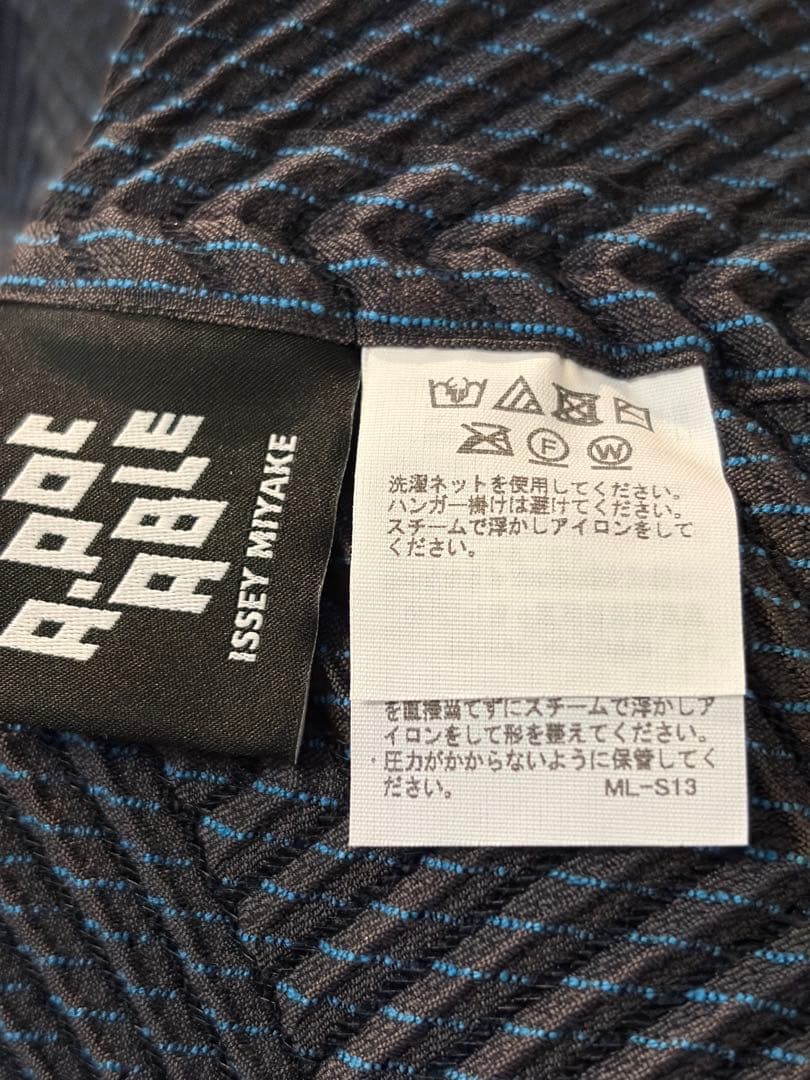 A.POC
ABLE
ISSEY MIYAKE
F W
洗濯ネットを使用してください。
ハンガー掛けは避けてください。
スチームで浮かしアイロンをして
ください。
を直接当てずにスチームで浮かしア
イロンをして形を整えてください。
・圧力がかからないように保管してく
ださい。 ML-S13